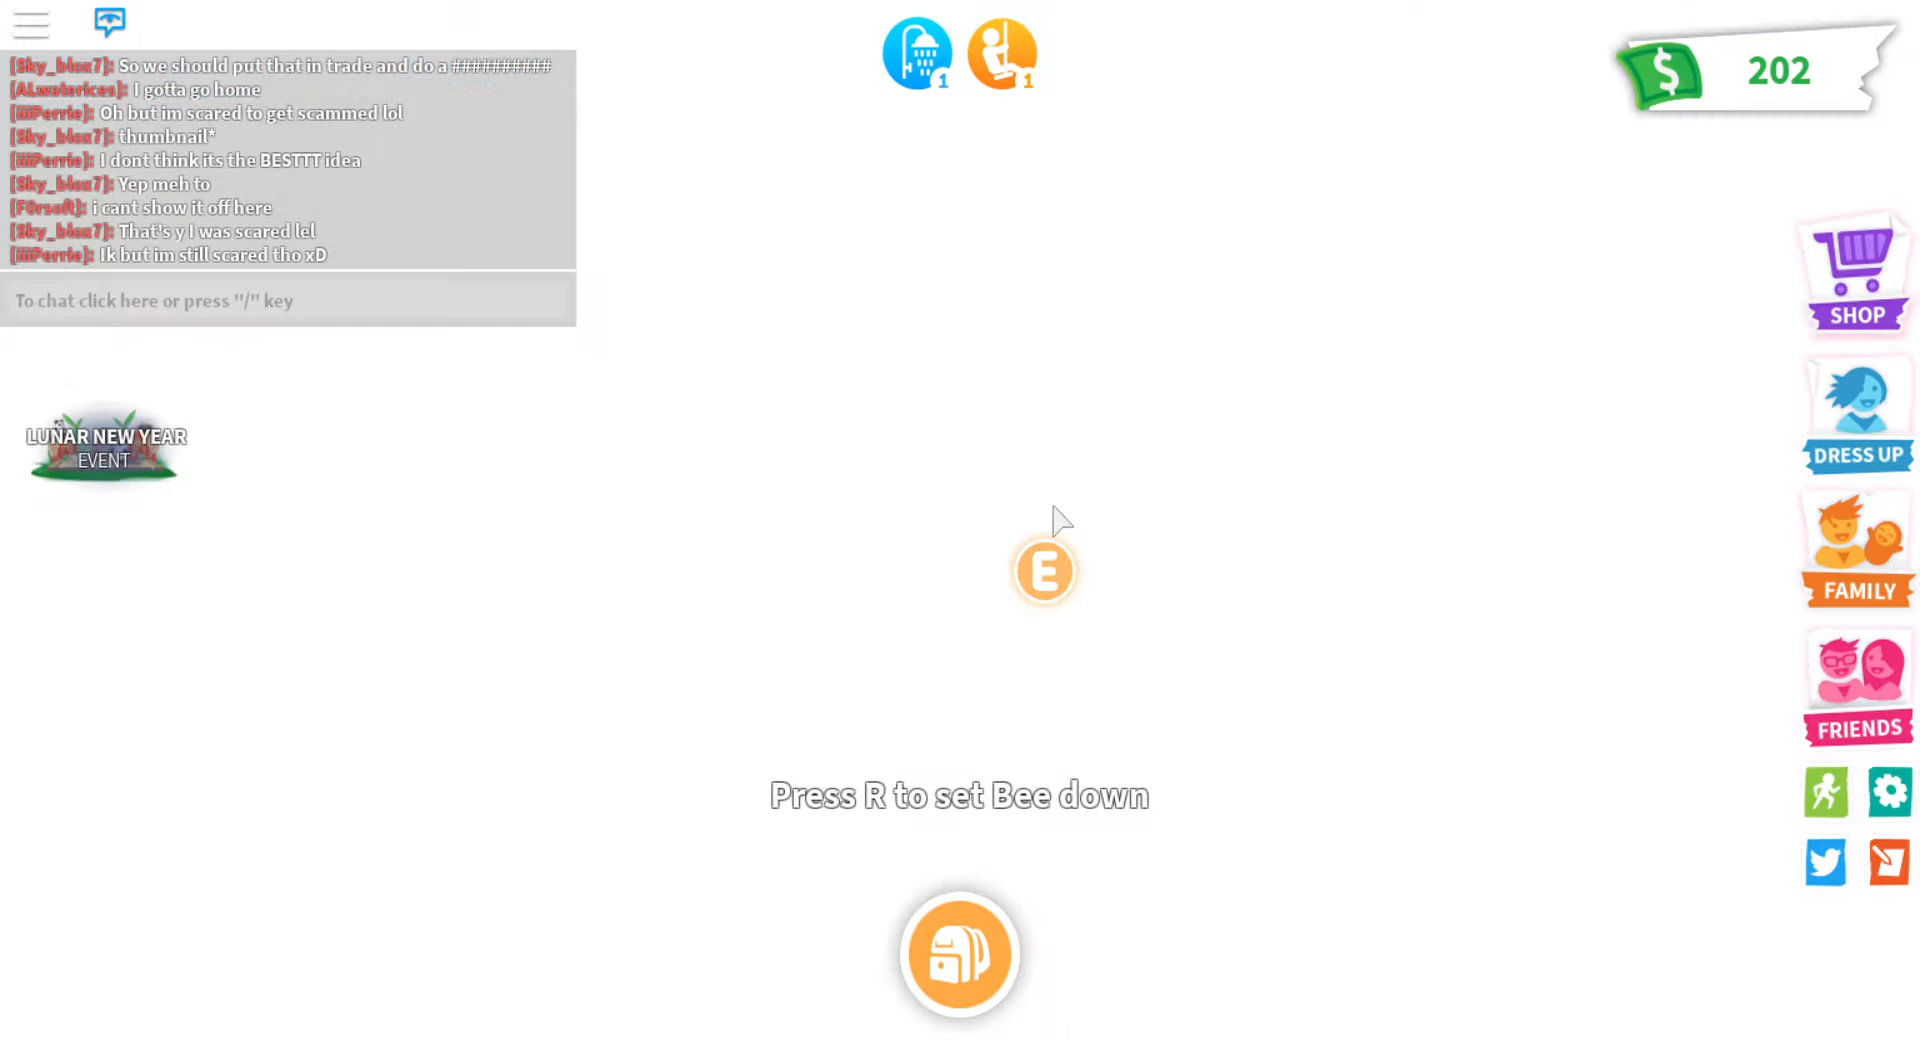 [Sky_blox7]: So we should put that in trade and do a ##########
[ALwaterices]: I gotta go home
[iiiPerrie]: Oh but im scared to get scammed lol
[Sky_blox7]: thumbnail*
[iiiPerrie]: I dont think its the BESTTT idea
[Sky_blox7]: Yep meh to
[F0rsoft]: i cant show it off here
[Sky_blox7]: That's y I was scared lel
[iiiPerrie]: Ik but im still scared tho xD
To chat click here or press "/" key
1
1
202
SHOP
LUNAR NEW YEAR
EVENT
DRESS UP
E
FAMILY
FRIENDS
Press R to set Bee down